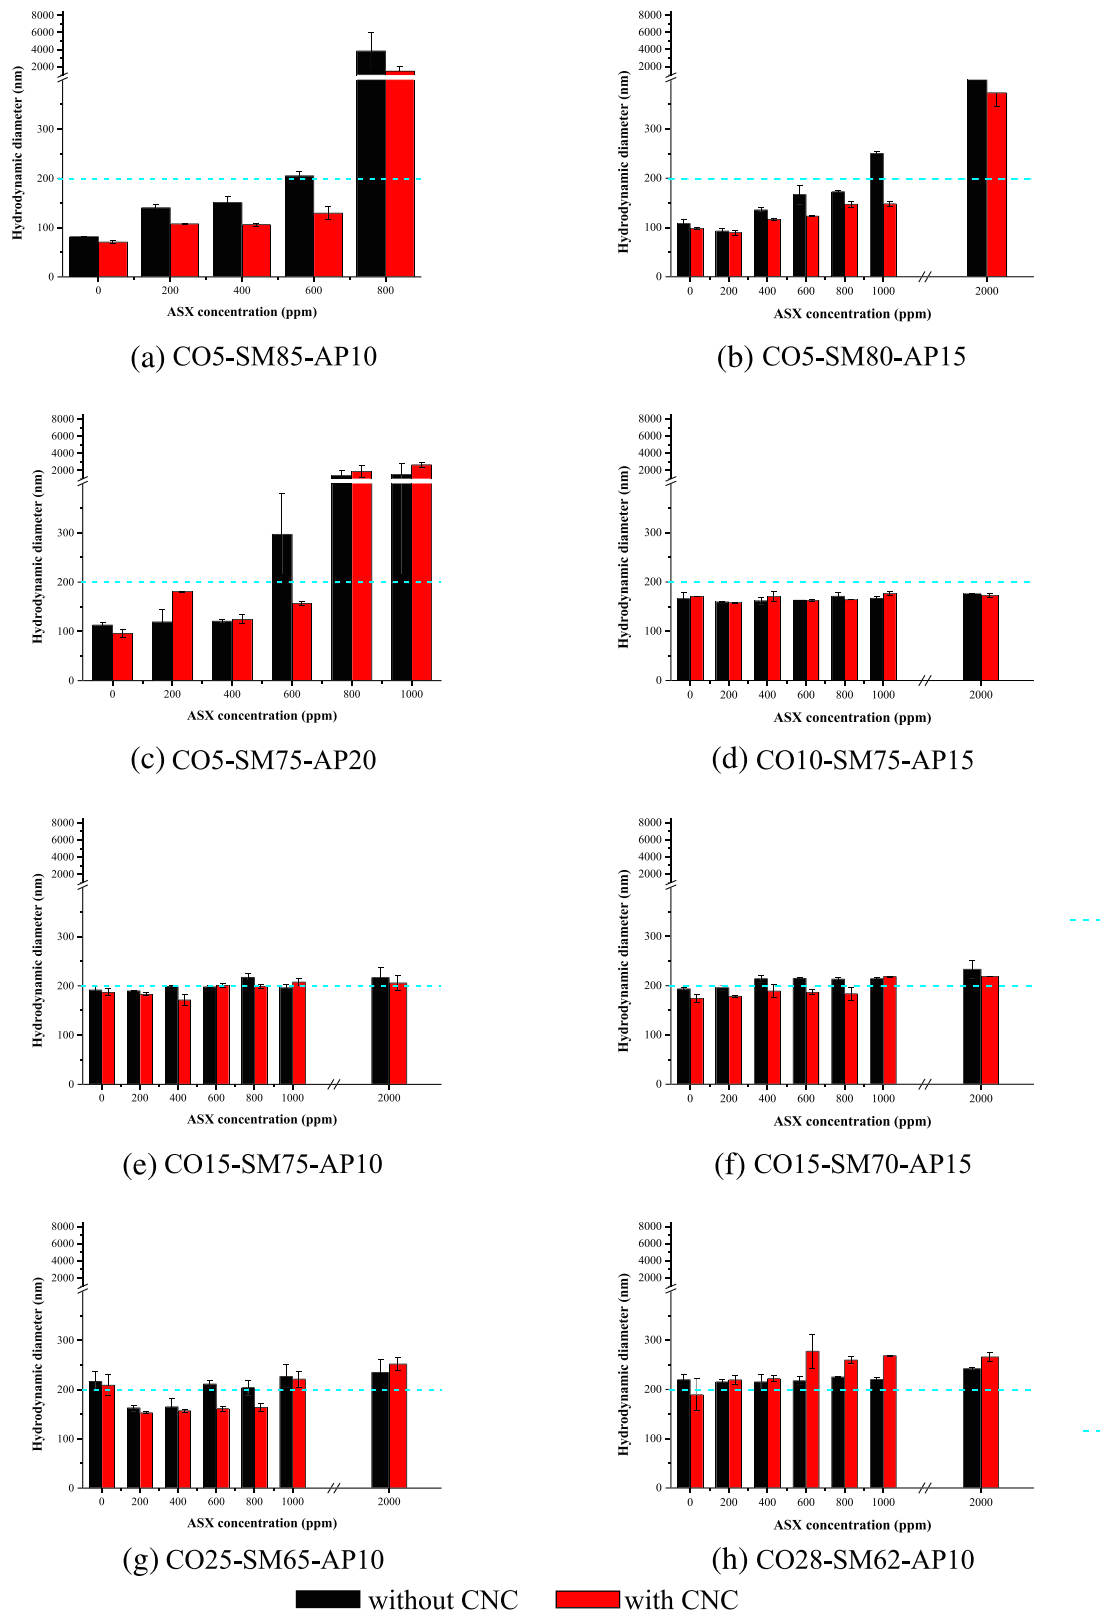 8000
6000
4000
2000
300
200
100
0
Hydrodynamic diameter (nm)
0 200 400 600 800
ASX concentration (ppm)
(a) CO5-SM85-AP10
8000
6000
4000
2000
300
200
100
0
Hydrodynamic diameter (nm)
0 200 400 600 800 1000 2000
ASX concentration (ppm)
(b) CO5-SM80-AP15
8000
6000
4000
2000
300
200
100
0
Hydrodynamic diameter (nm)
0 200 400 600 800 1000
ASX concentration (ppm)
(c) CO5-SM75-AP20
8000
6000
4000
2000
300
200
100
0
Hydrodynamic diameter (nm)
0 200 400 600 800 1000 2000
ASX concentration (ppm)
(d) CO10-SM75-AP15
8000
6000
4000
2000
300
200
100
0
Hydrodynamic diameter (nm)
0 200 400 600 800 1000 2000
ASX concentration (ppm)
(e) CO15-SM75-AP10
8000
6000
4000
2000
300
200
100
0
Hydrodynamic diameter (nm)
0 200 400 600 800 1000 2000
ASX concentration (ppm)
(f) CO15-SM70-AP15
8000
6000
4000
2000
300
200
100
0
Hydrodynamic diameter (nm)
0 200 400 600 800 1000 2000
ASX concentration (ppm)
(g) CO25-SM65-AP10
8000
6000
4000
2000
300
200
100
0
Hydrodynamic diameter (nm)
0 200 400 600 800 1000 2000
ASX concentration (ppm)
(h) CO28-SM62-AP10
without CNC with CNC